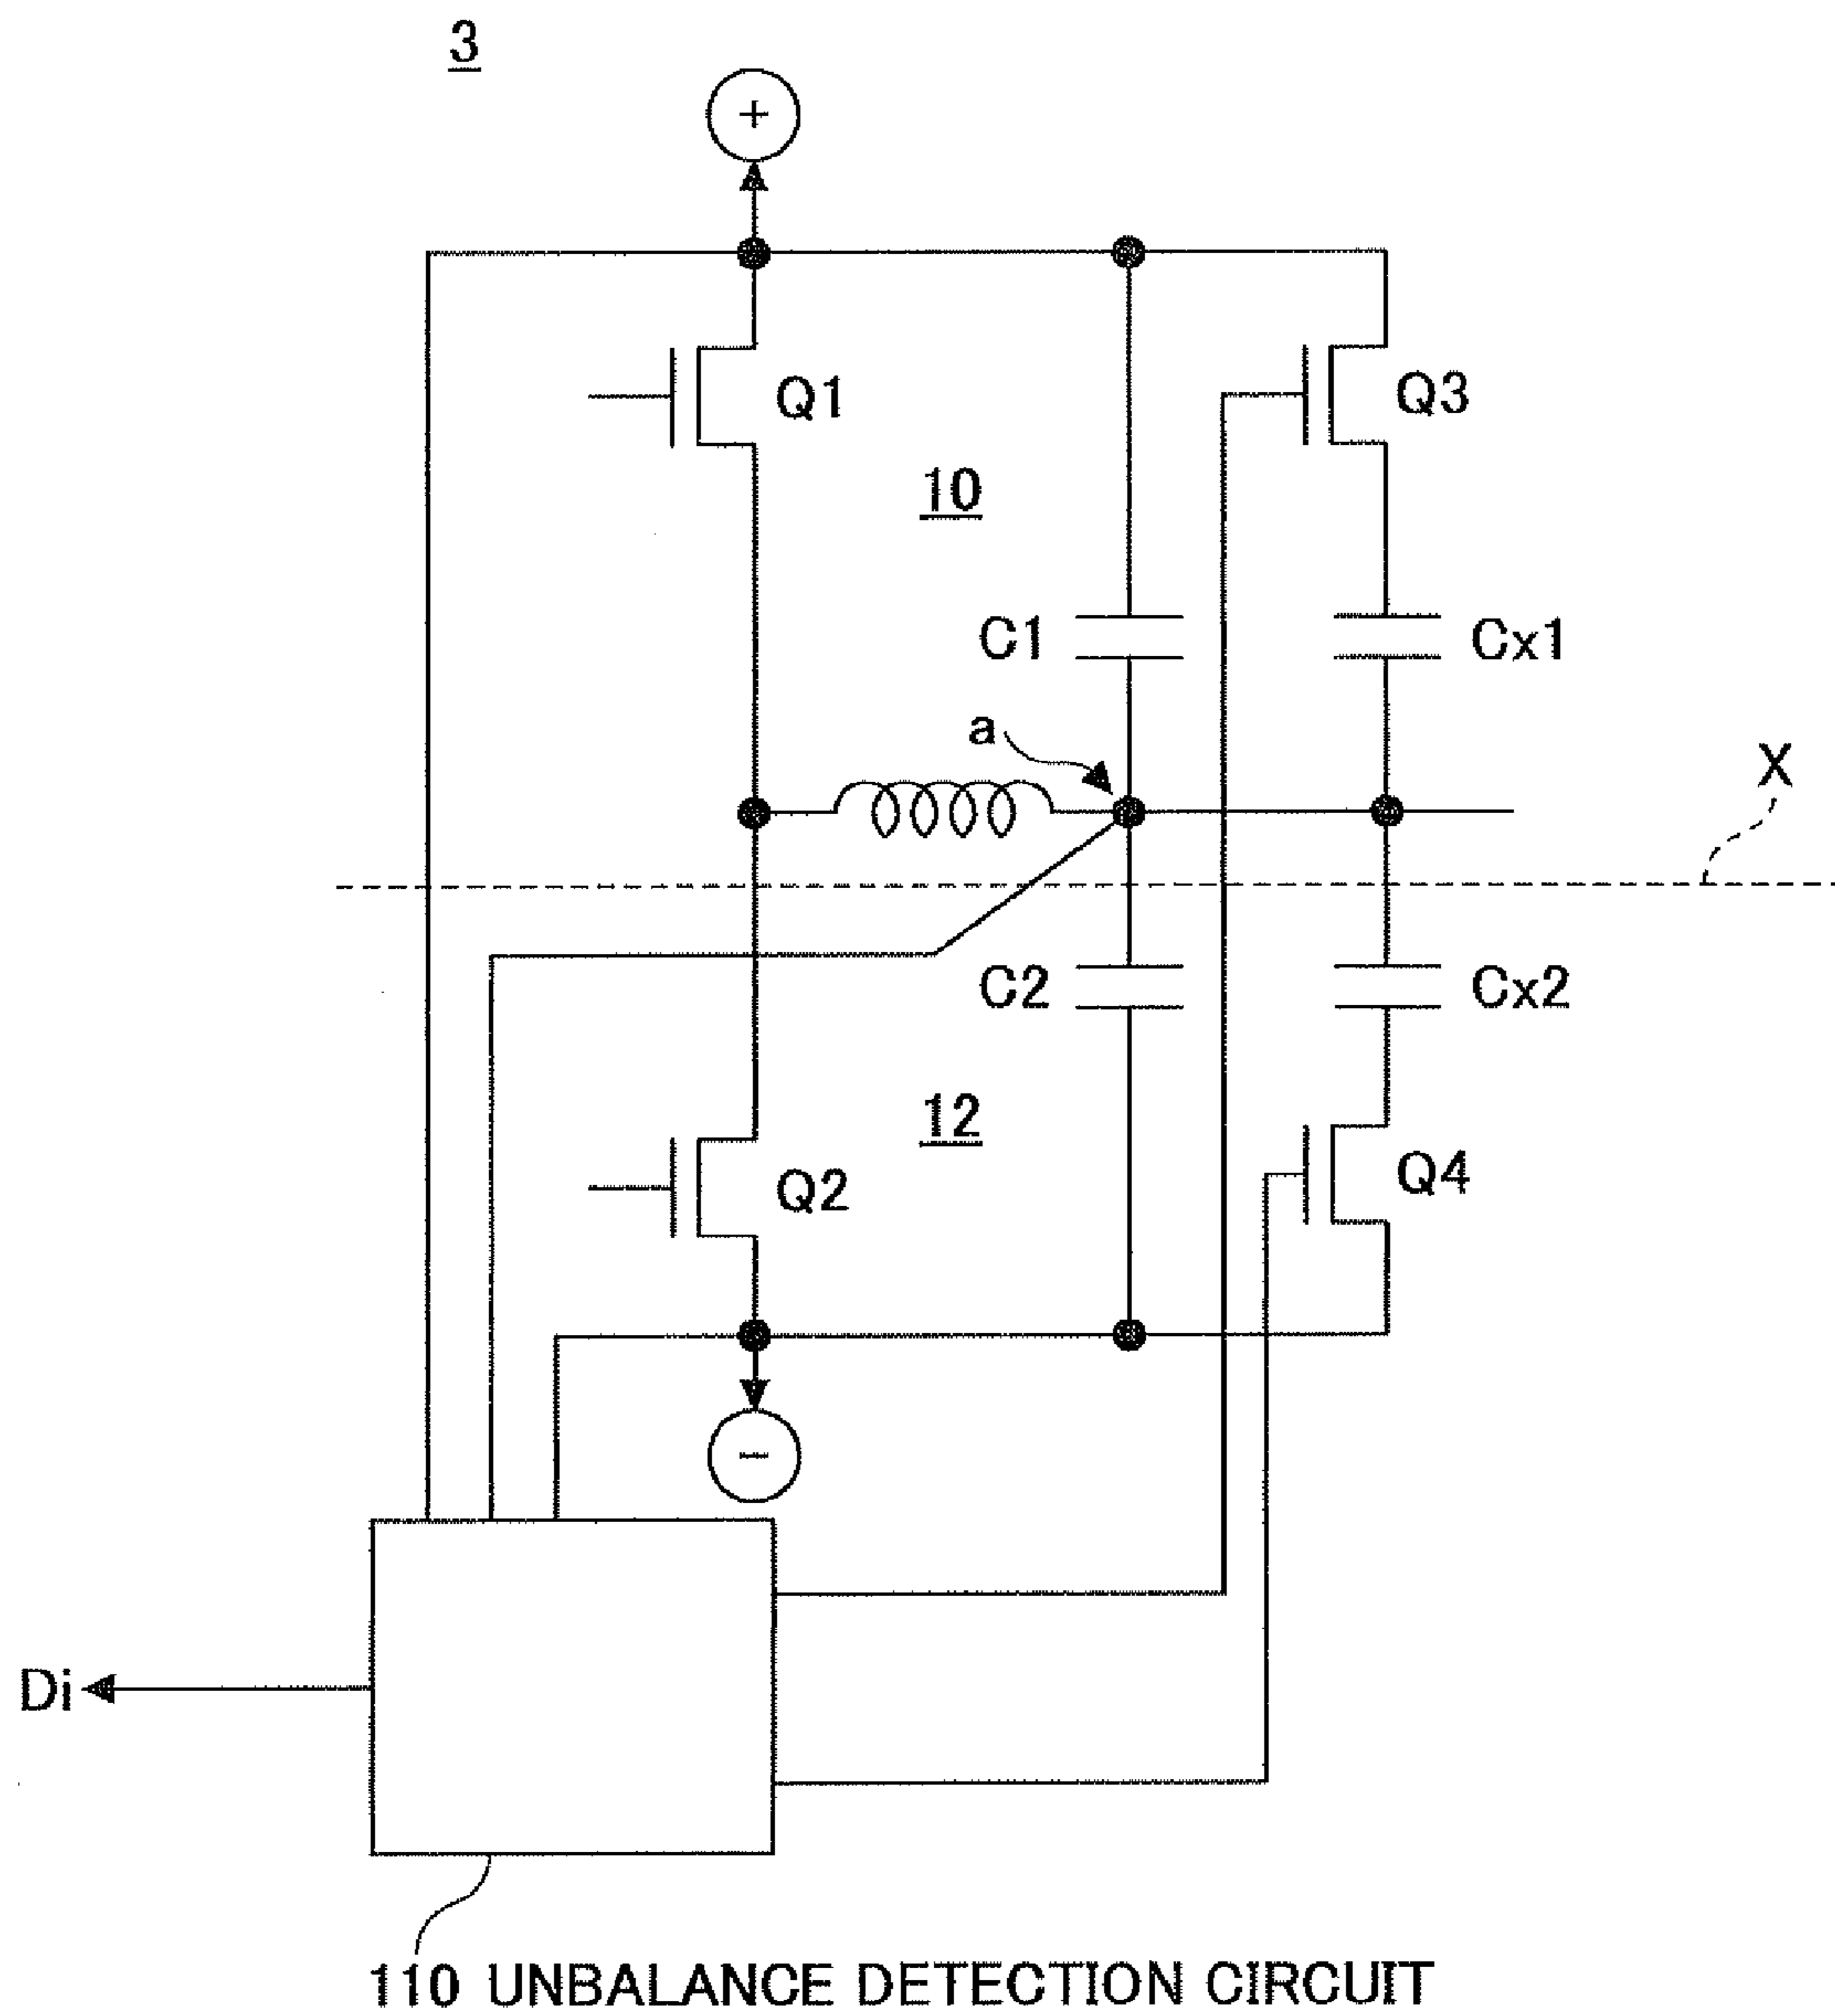 3
+
Q1
Q3
10
C1
Cx1
a
X
C2
Cx2
12
Q2
Q4
−
Di
110 UNBALANCE DETECTION CIRCUIT